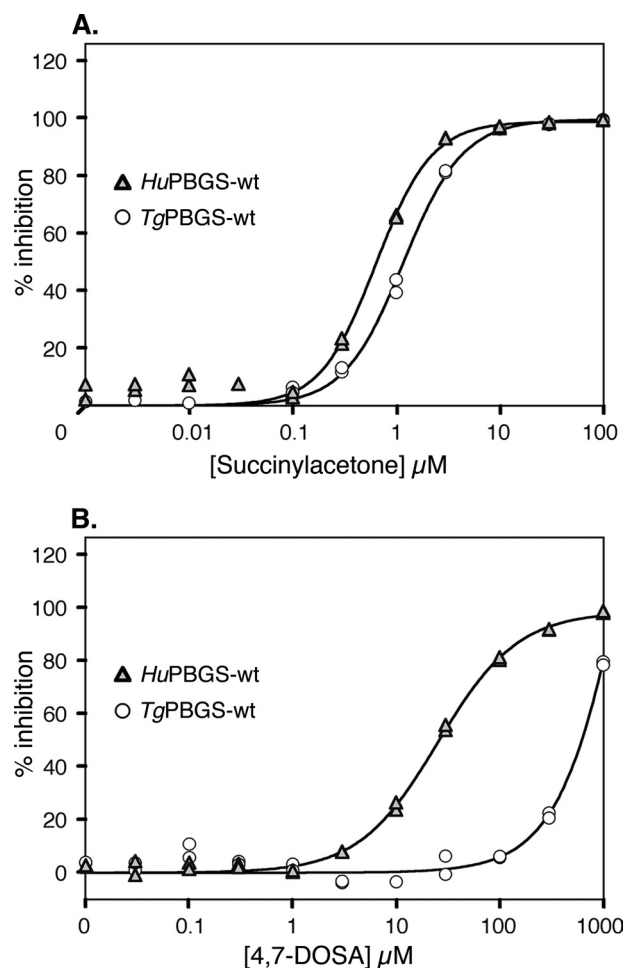 A.
120
100
80
60
40
20
% inhibition
HuPBGS-wt
TgPBGS-wt
0 0.01 0.1 1 10 100
[Succinylacetone] µM
B.
120
100
80
60
40
20
0
% inhibition
HuPBGS-wt
TgPBGS-wt
0 0.1 1 10 100 1000
[4,7-DOSA] µM